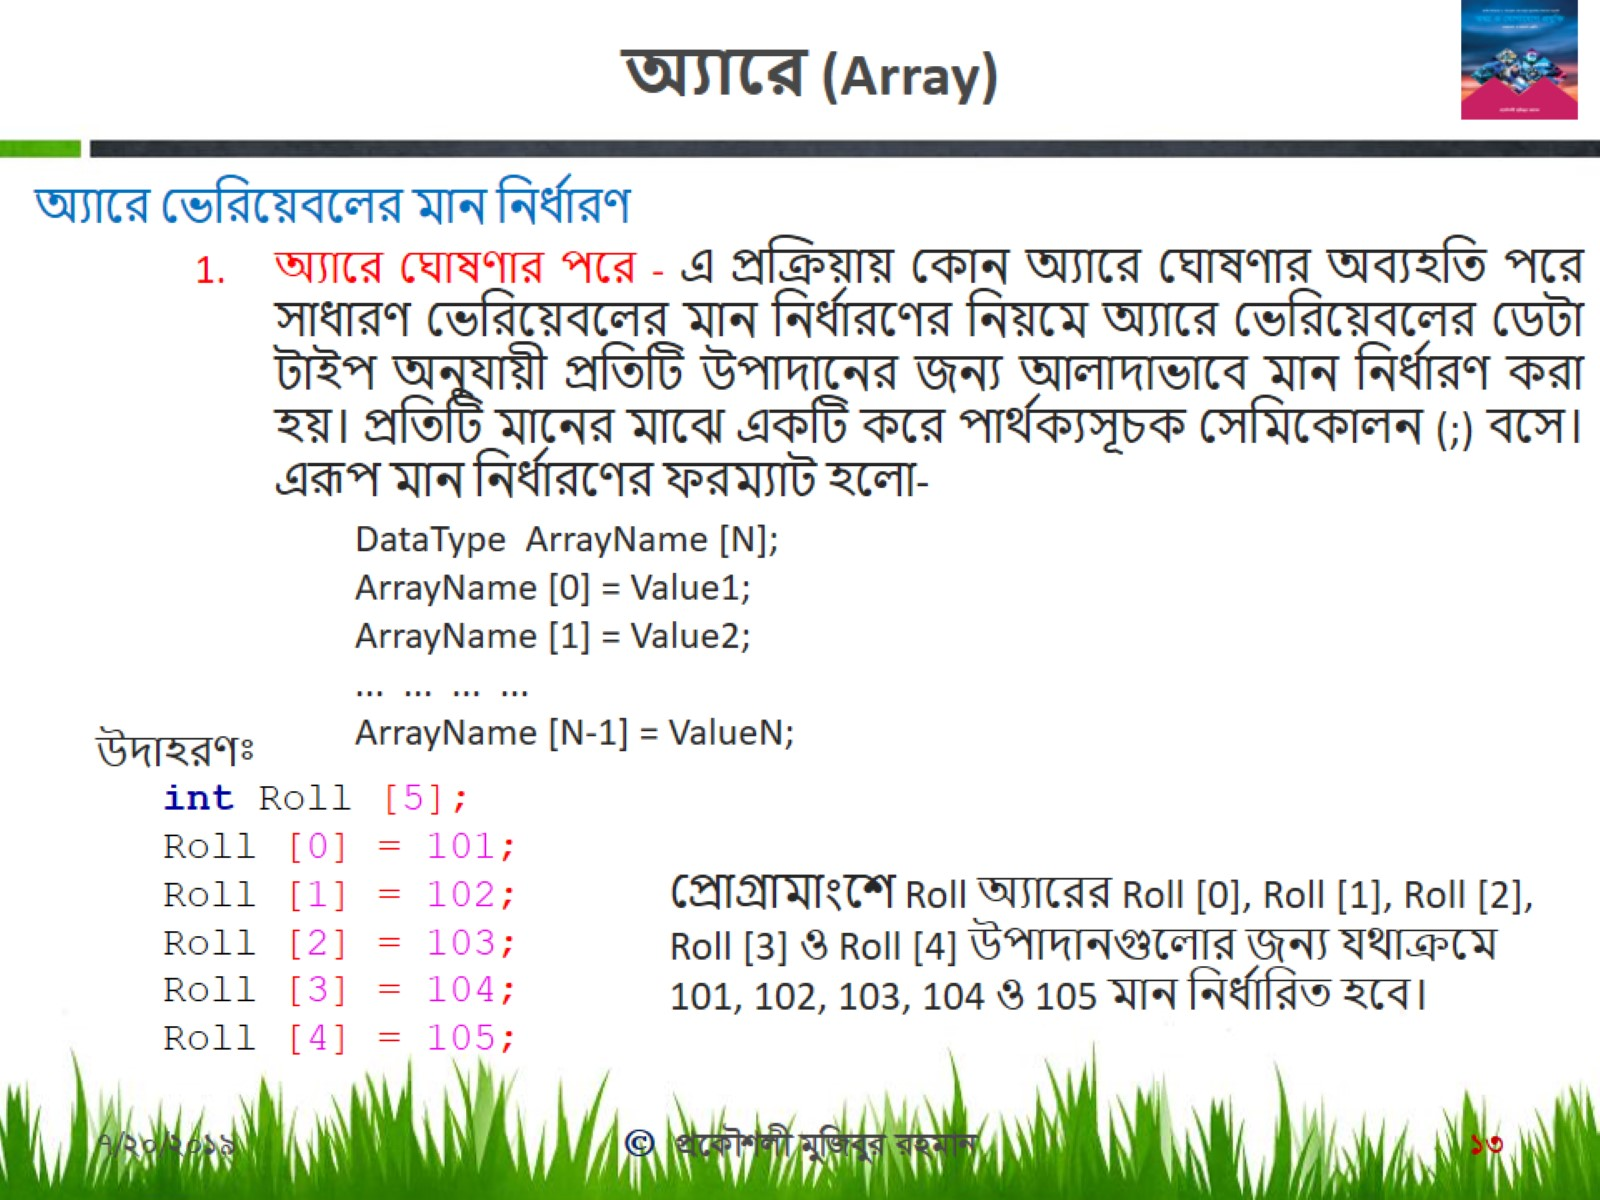 অ্যারে (Array)
অ্যারে ভেরিয়েবলের মান নির্ধারণ
1. অ্যারে ঘোষণার পরে - এ প্রক্রিয়ায় কোন অ্যারে ঘোষণার অব্যহতি পরে
সাধারণ ভেরিয়েবলের মান নির্ধারণের নিয়মে অ্যারে ভেরিয়েবলের ডেটা
টাইপ অনুযায়ী প্রতিটি উপাদানের জন্য আলাদাভাবে মান নির্ধারণ করা
হয়। প্রতিটি মানের মাঝে একটি করে পার্থক্যসূচক সেমিকোলন (;) বসে।
এরূপ মান নির্ধারণের ফরম্যাট হলো-
DataType ArrayName [N];
ArrayName [0] = Value1;
ArrayName [1] = Value2;
... ... ... ...
ArrayName [N-1] = ValueN;
উদাহরণঃ
int Roll [5];
Roll [0] = 101;
Roll [1] = 102;
Roll [2] = 103;
Roll [3] = 104;
Roll [4] = 105;
প্রোগ্রামাংশে Roll অ্যারের Roll [0], Roll [1], Roll [2],
Roll [3] ও Roll [4] উপাদানগুলোর জন্য যথাক্রমে
101, 102, 103, 104 ও 105 মান নির্ধারিত হবে।
৭/২০/২০১৯
© প্রকৌশলী মুজিবুর রহমান
১৩